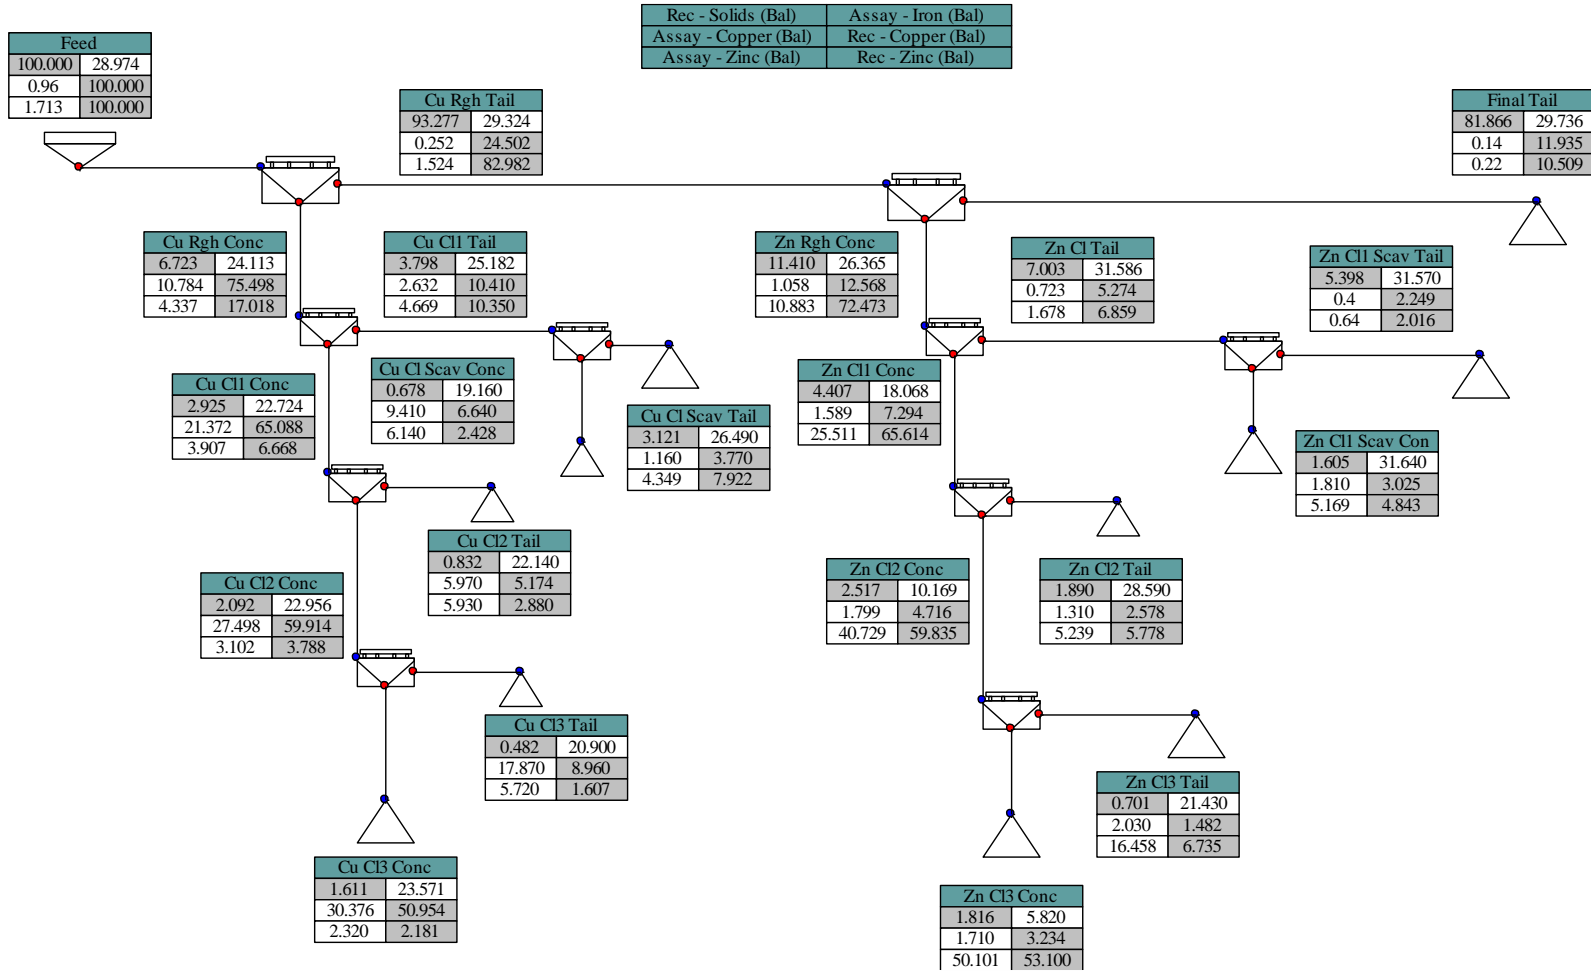 Rec - Solids (Bal) Assay - Iron (Bal)
Assay - Copper (Bal) Rec - Copper (Bal)
Assay - Zinc (Bal) Rec - Zinc (Bal)
Feed
100.000 28.974
0.96 100.000
1.713 100.000
Cu Rgh Tail
93.277 29.324
0.252 24.502
1.524 82.982
Final Tail
81.866 29.736
0.14 11.935
0.22 10.509
Cu Rgh Conc
6.723 24.113
10.784 75.498
4.337 17.018
Cu Cl1 Tail
3.798 25.182
2.632 10.410
4.669 10.350
Zn Rgh Conc
11.410 26.365
1.058 12.568
10.883 72.473
Zn Cl Tail
7.003 31.586
0.723 5.274
1.678 6.859
Zn Cl1 Scav Tail
5.398 31.570
0.4 2.249
0.64 2.016
Cu Cl1 Conc
2.925 22.724
21.372 65.088
3.907 6.668
Cu Cl Scav Conc
0.678 19.160
9.410 6.640
6.140 2.428
Cu Cl Scav Tail
3.121 26.490
1.160 3.770
4.349 7.922
Zn Cl1 Conc
4.407 18.068
1.589 7.294
25.511 65.614
Zn Cl1 Scav Con
1.605 31.640
1.810 3.025
5.169 4.843
Cu Cl2 Tail
0.832 22.140
5.970 5.174
5.930 2.880
Cu Cl2 Conc
2.092 22.956
27.498 59.914
3.102 3.788
Zn Cl2 Conc
2.517 10.169
1.799 4.716
40.729 59.835
Zn Cl2 Tail
1.890 28.590
1.310 2.578
5.239 5.778
Cu Cl3 Tail
0.482 20.900
17.870 8.960
5.720 1.607
Zn Cl3 Tail
0.701 21.430
2.030 1.482
16.458 6.735
Cu Cl3 Conc
1.611 23.571
30.376 50.954
2.320 2.181
Zn Cl3 Conc
1.816 5.820
1.710 3.234
50.101 53.100